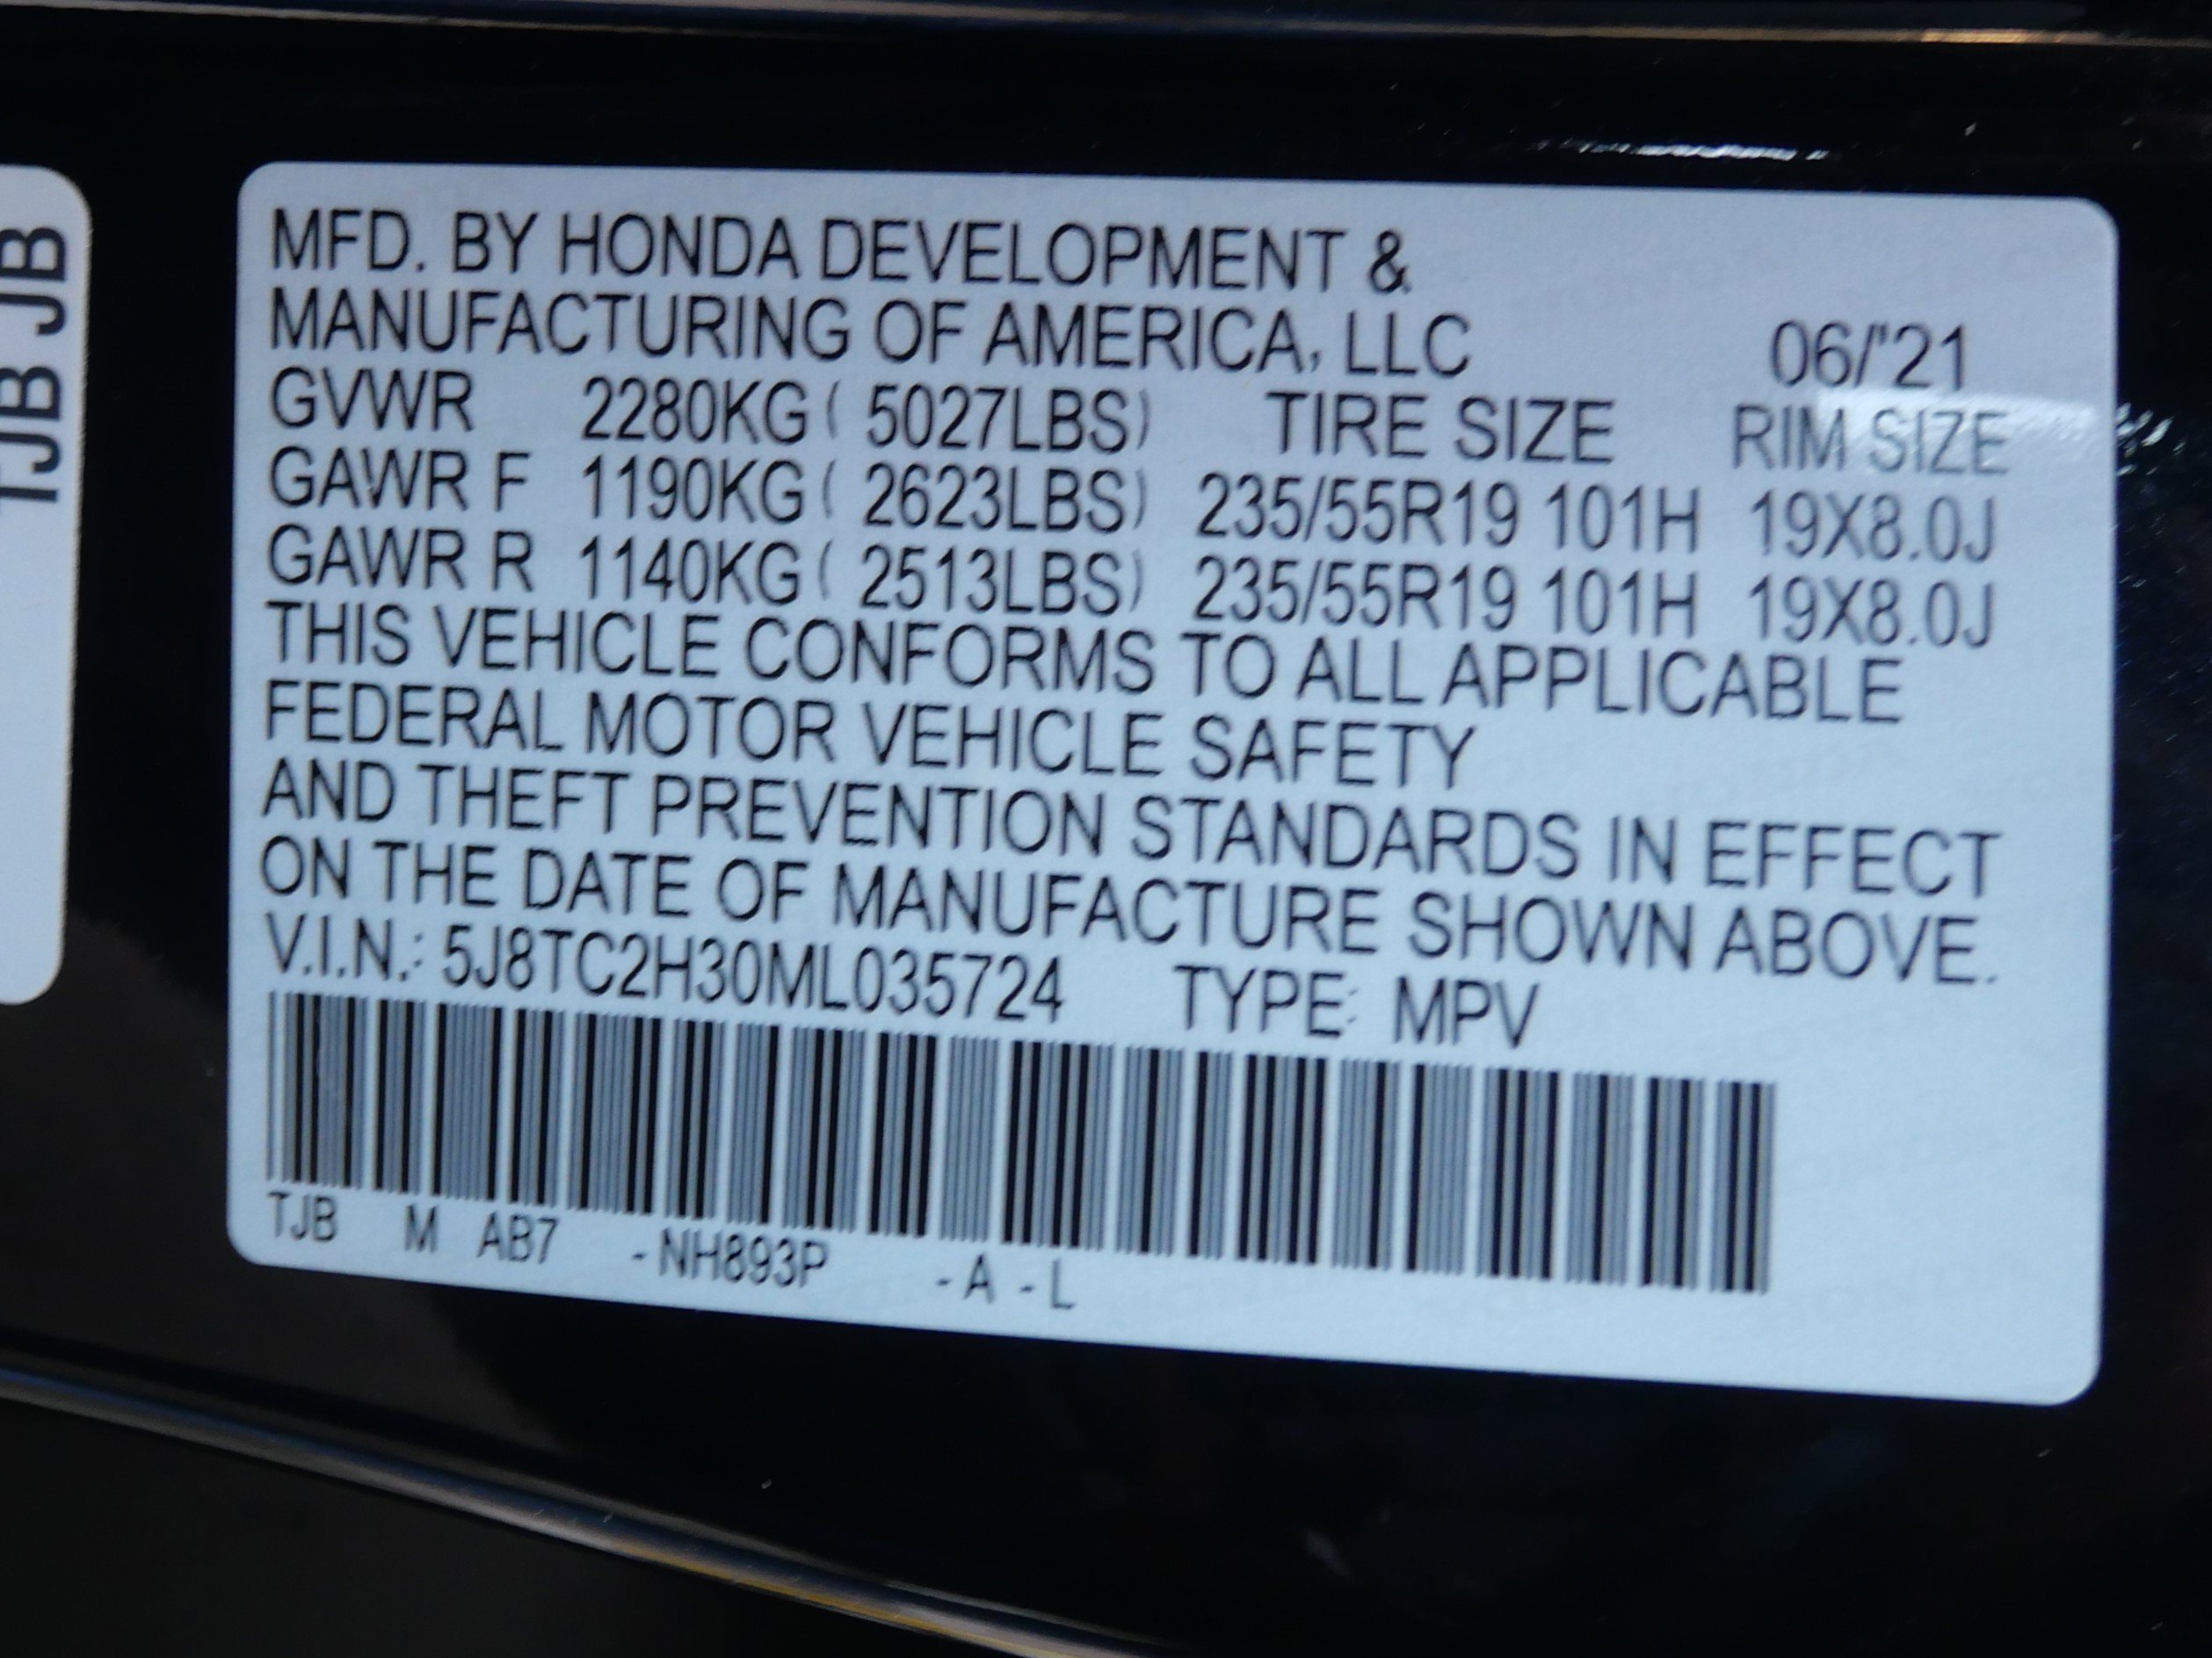 TJB JB
MFD. BY HONDA DEVELOPMENT &
MANUFACTURING OF AMERICA, LLC 06/'21
GVWR 2280KG ( 5027LBS) TIRE SIZE RIM SIZE
GAWR F 1190KG ( 2623LBS) 235/55R19 101H 19X8.0J
GAWR R 1140KG ( 2513LBS) 235/55R19 101H 19X8.0J
THIS VEHICLE CONFORMS TO ALL APPLICABLE
FEDERAL MOTOR VEHICLE SAFETY
AND THEFT PREVENTION STANDARDS IN EFFECT
ON THE DATE OF MANUFACTURE SHOWN ABOVE.
V.I.N.: 5J8TC2H30ML035724 TYPE: MPV
TJB M AB7 -NH893P -A -L